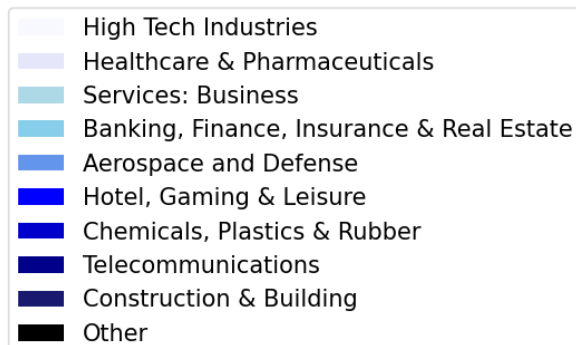 High Tech Industries
Healthcare & Pharmaceuticals
Services: Business
Banking, Finance, Insurance & Real Estate
Aerospace and Defense
Hotel, Gaming & Leisure
Chemicals, Plastics & Rubber
Telecommunications
Construction & Building
Other